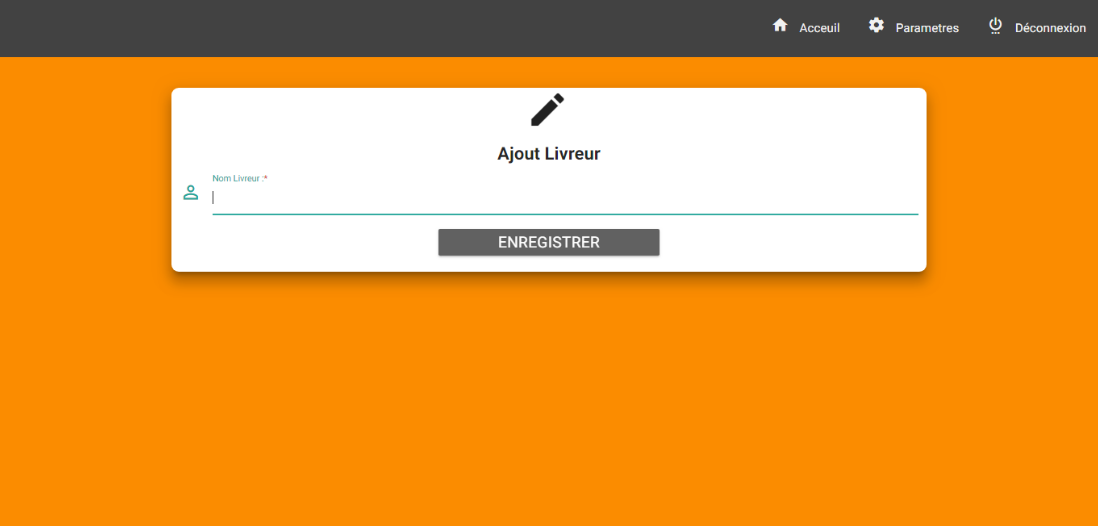 Acceuil
Parametres
Déconnexion
Ajout Livreur
Nom Livreur :*
ENREGISTRER